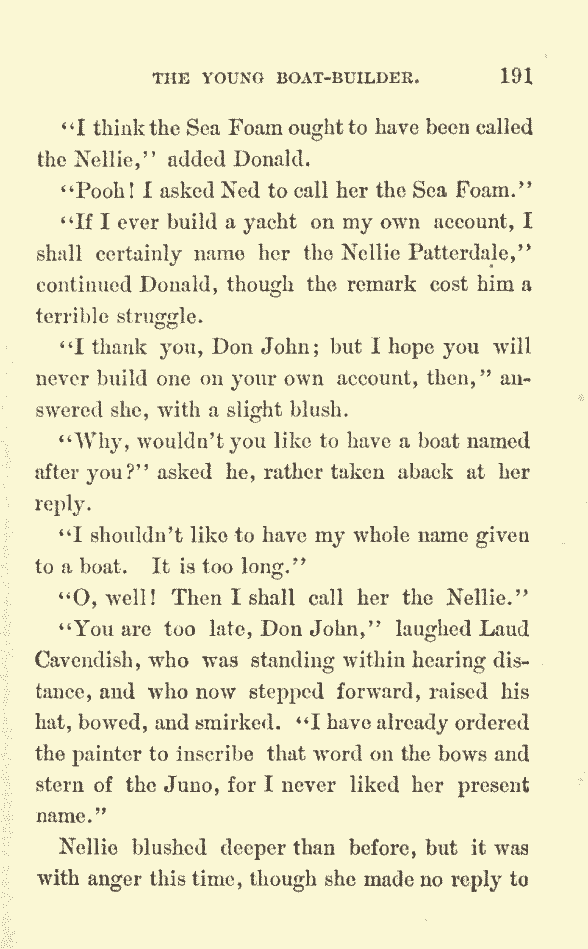 THE YOUNG BOAT-BUILDER. 191
"I think the Sea Foam ought to have been called
the Nellie," added Donald.
"Pooh! I asked Ned to call her the Sea Foam."
"If I ever build a yacht on my own account, I
shall certainly name her the Nellie Patterdale,"
continued Donald, though the remark cost him a
terrible struggle.
"I thank you, Don John; but I hope you will
never build one on your own account, then," an-
swered she, with a slight blush.
"Why, wouldn't you like to have a boat named
after you?" asked he, rather taken aback at her
reply.
"I shouldn't like to have my whole name given
to a boat. It is too long."
"O, well! Then I shall call her the Nellie."
"You are too late, Don John," laughed Laud
Cavendish, who was standing within hearing dis-
tance, and who now stepped forward, raised his
hat, bowed, and smirked. "I have already ordered
the painter to inscribe that word on the bows and
stern of the Juno, for I never liked her present
name."
Nellie blushed deeper than before, but it was
with anger this time, though she made no reply to